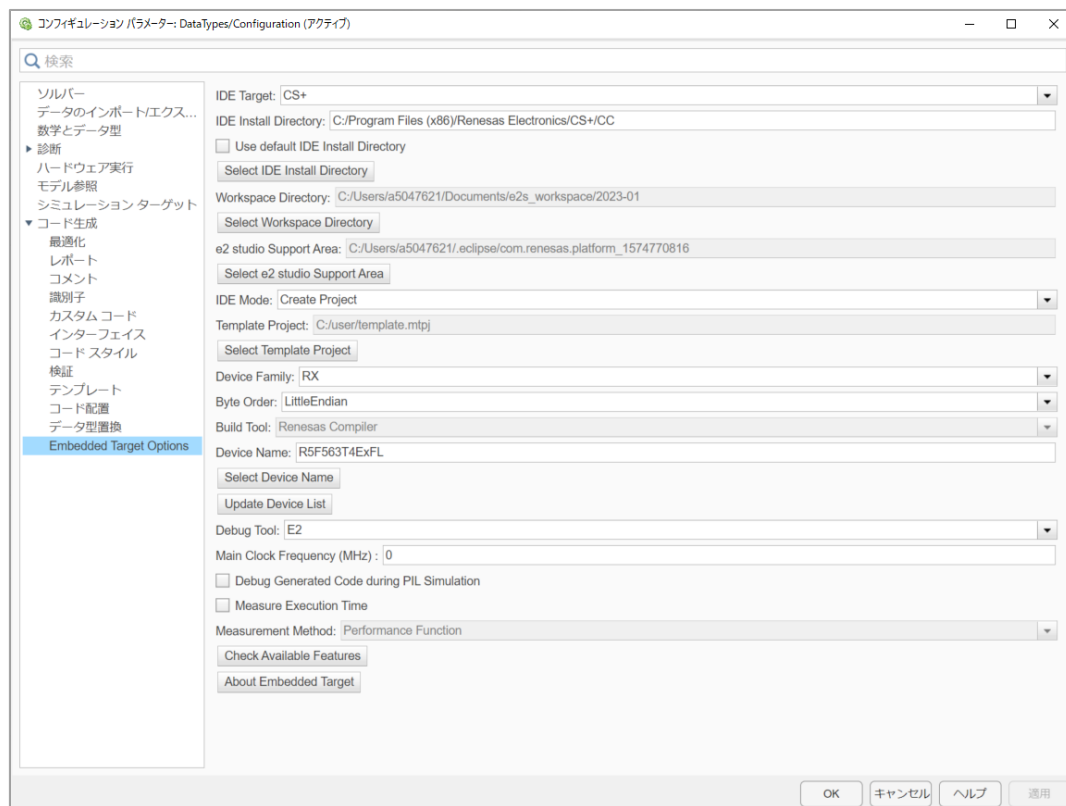 コンフィギュレーション パラメーター: DataTypes/Configuration (アクティブ)
検索
ソルバー
データのインポート/エクス...
数学とデータ型
診断
ハードウェア実行
モデル参照
シミュレーション ターゲット
コード生成
最適化
レポート
コメント
識別子
カスタム コード
インターフェイス
コード スタイル
検証
テンプレート
コード配置
データ型置換
Embedded Target Options
IDE Target: CS+
IDE Install Directory: C:/Program Files (x86)/Renesas Electronics/CS+/CC
Use default IDE Install Directory
Select IDE Install Directory
Workspace Directory: C:/Users/a5047621/Documents/e2s_workspace/2023-01
Select Workspace Directory
e2 studio Support Area: C:/Users/a5047621/.eclipse/com.renesas.platform_1574770816
Select e2 studio Support Area
IDE Mode: Create Project
Template Project: C:/user/template.mtpj
Select Template Project
Device Family: RX
Byte Order: LittleEndian
Build Tool: Renesas Compiler
Device Name: R5F563T4ExFL
Select Device Name
Update Device List
Debug Tool: E2
Main Clock Frequency (MHz) : 0
Debug Generated Code during PIL Simulation
Measure Execution Time
Measurement Method: Performance Function
Check Available Features
About Embedded Target
OK キャンセル ヘルプ 適用